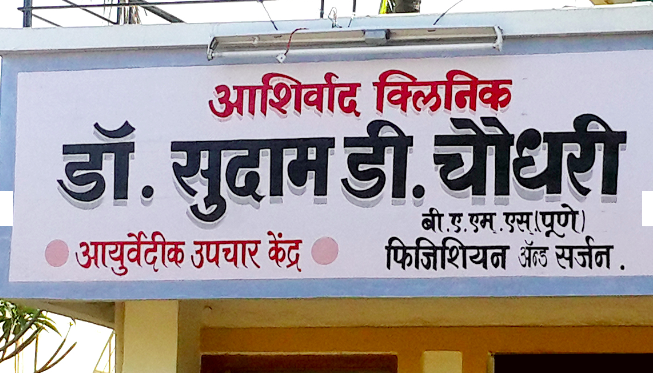 आशिर्वाद क्लिनिक
डॉ. सुदाम डी. चौधरी
बी.ए.एम.एस(पूणे)
आयुर्वेदीक उपचार केंद्र
फिजिशियन ॲन्ड सर्जन.